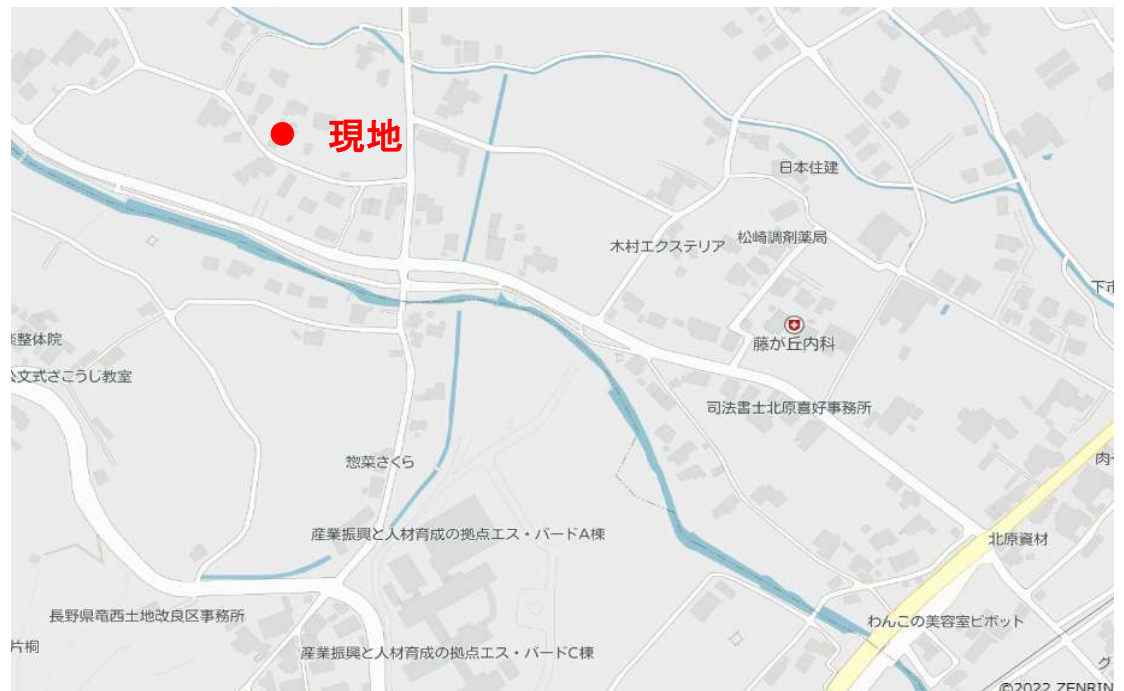 現地
日本住建
木村エクステリア
松崎調剤薬局
下市
整体院
藤が丘内科
公文式ざこうじ教室
司法書士北原喜好事務所
惣菜さくら
肉
産業振興と人材育成の拠点エス・バードA棟
北原資材
長野県竜西土地改良区事務所
わんこの美容室ピボット
片桐
産業振興と人材育成の拠点エス・バードC棟
グ
©2022 ZENRIN